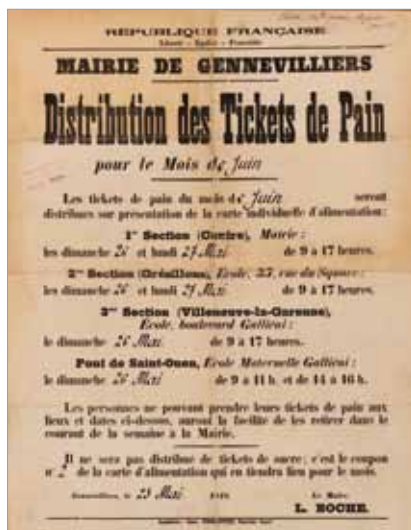 RÉPUBLIQUE FRANÇAISE
Liberté - Égalité - Fraternité
MAIRIE DE GENNEVILLIERS
Distribution des Tickets de Pain
pour le Mois de Juin
Les tickets de pain du mois de Juin seront
distribués sur présentation de la carte individuelle d'alimentation :
1re Section (Centre), Mairie :
les dimanche 26 et lundi 27 Mai de 9 à 17 heures.
2me Section (Grésillons), École, 37, rue du Square :
les dimanche 26 et lundi 27 Mai de 9 à 17 heures.
3me Section (Villeneuve-la-Garenne),
École, boulevard Galliéni :
le dimanche 26 Mai de 9 à 17 heures.
Pont de Saint-Ouen, École Maternelle Galliéni :
le dimanche 26 Mai de 9 à 11 h. et de 14 à 16 h.
Les personnes ne pouvant prendre leurs tickets de pain aux
lieux et dates ci-dessus, auront la facilité de les retirer dans le
courant de la semaine à la Mairie.
Il ne sera pas distribué de tickets de sucre; c'est le coupon
n° 2 de la carte d'alimentation qui en tiendra lieu pour le mois.
Gennevilliers, le 23 Mai
Le Maire,
L. ROCHE.